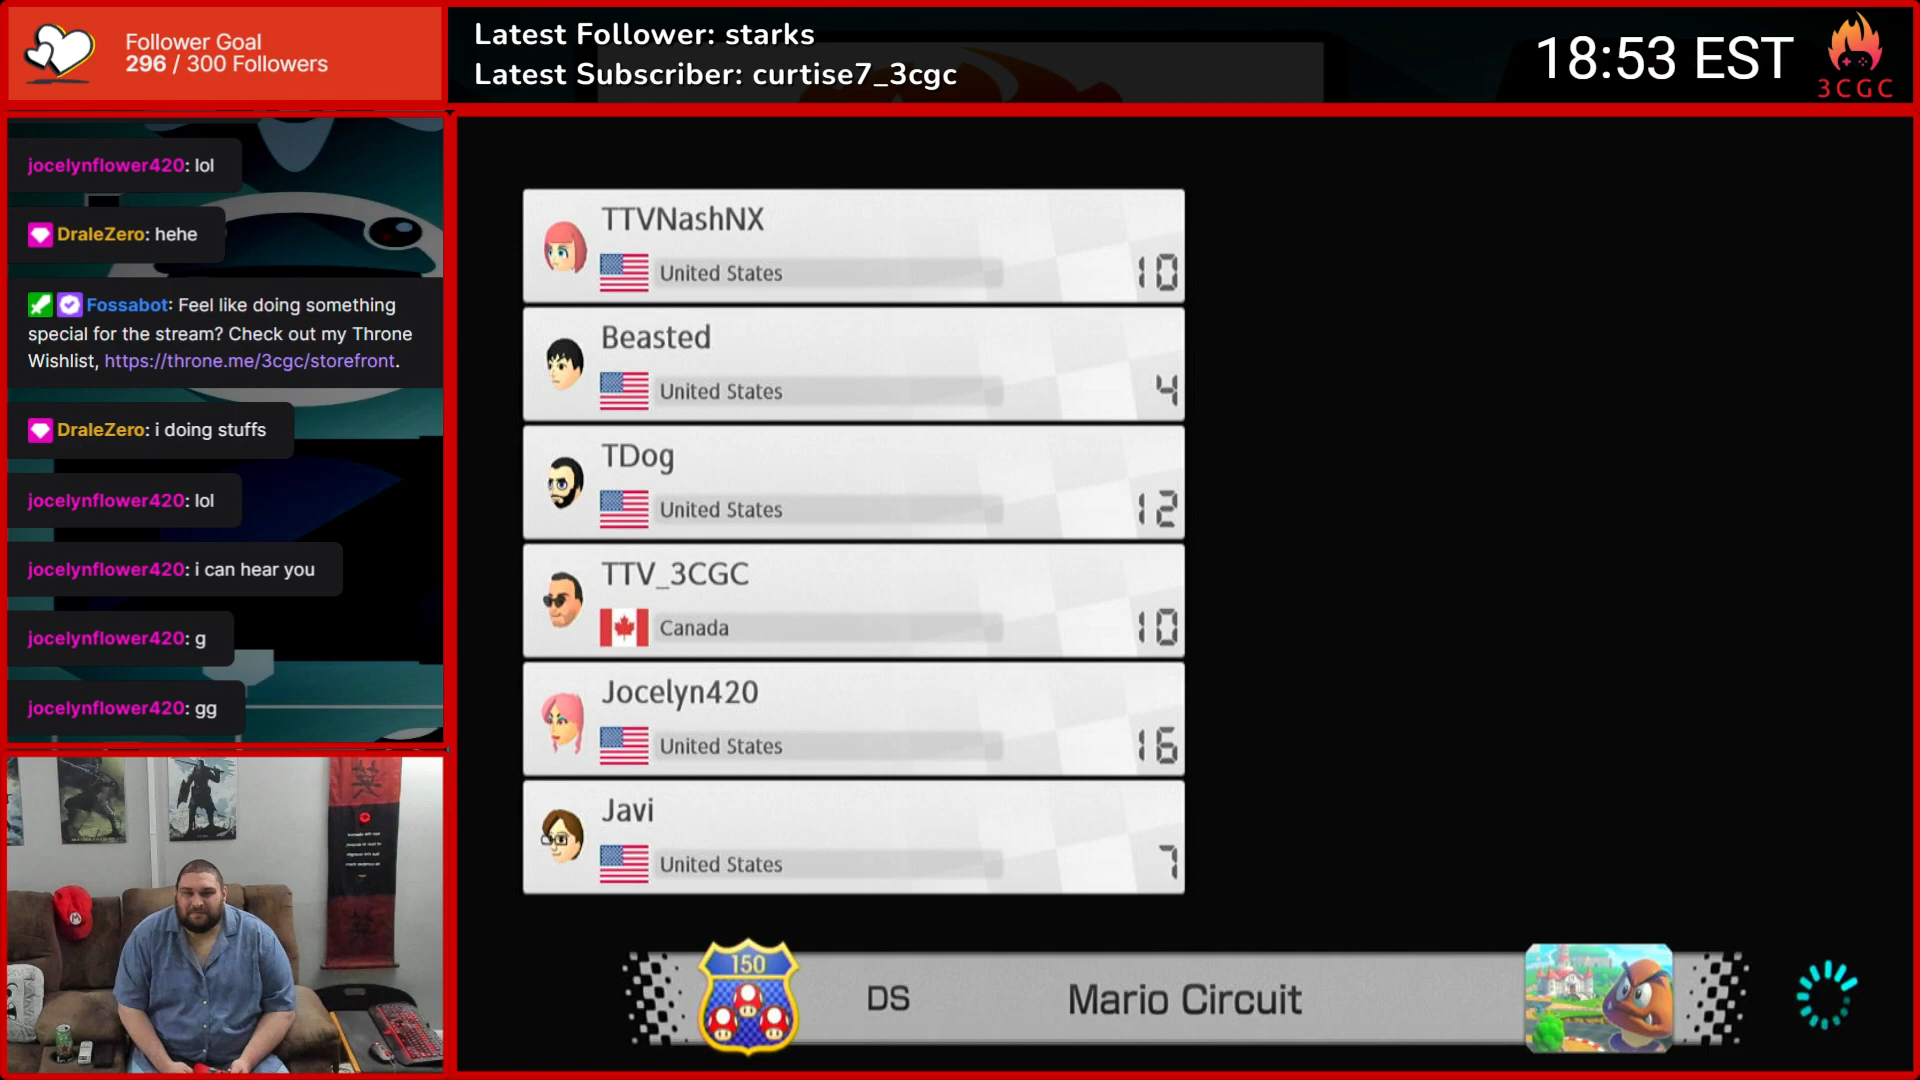 Follower Goal
296 / 300 Followers
Latest Follower: starks
Latest Subscriber: curtise7_3cgc
18:53 EST
3CGC
jocelynflower420: lol
DraleZero: hehe
Fossabot: Feel like doing something
special for the stream? Check out my Throne
Wishlist, https://throne.me/3cgc/storefront.
DraleZero: i doing stuffs
jocelynflower420: lol
jocelynflower420: i can hear you
jocelynflower420: g
jocelynflower420: gg
TTVNashNX
United States 10
Beasted
United States 4
TDog
United States 12
TTV_3CGC
Canada 10
Jocelyn420
United States 16
Javi
United States 7
150
DS Mario Circuit
M
英